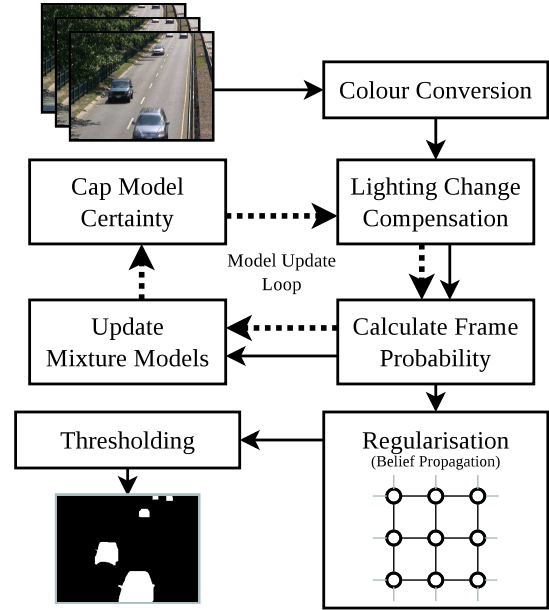 Colour Conversion
Cap Model
Certainty
Lighting Change
Compensation
Model Update
Loop
Update
Mixture Models
Calculate Frame
Probability
Thresholding
Regularisation
(Belief Propagation)